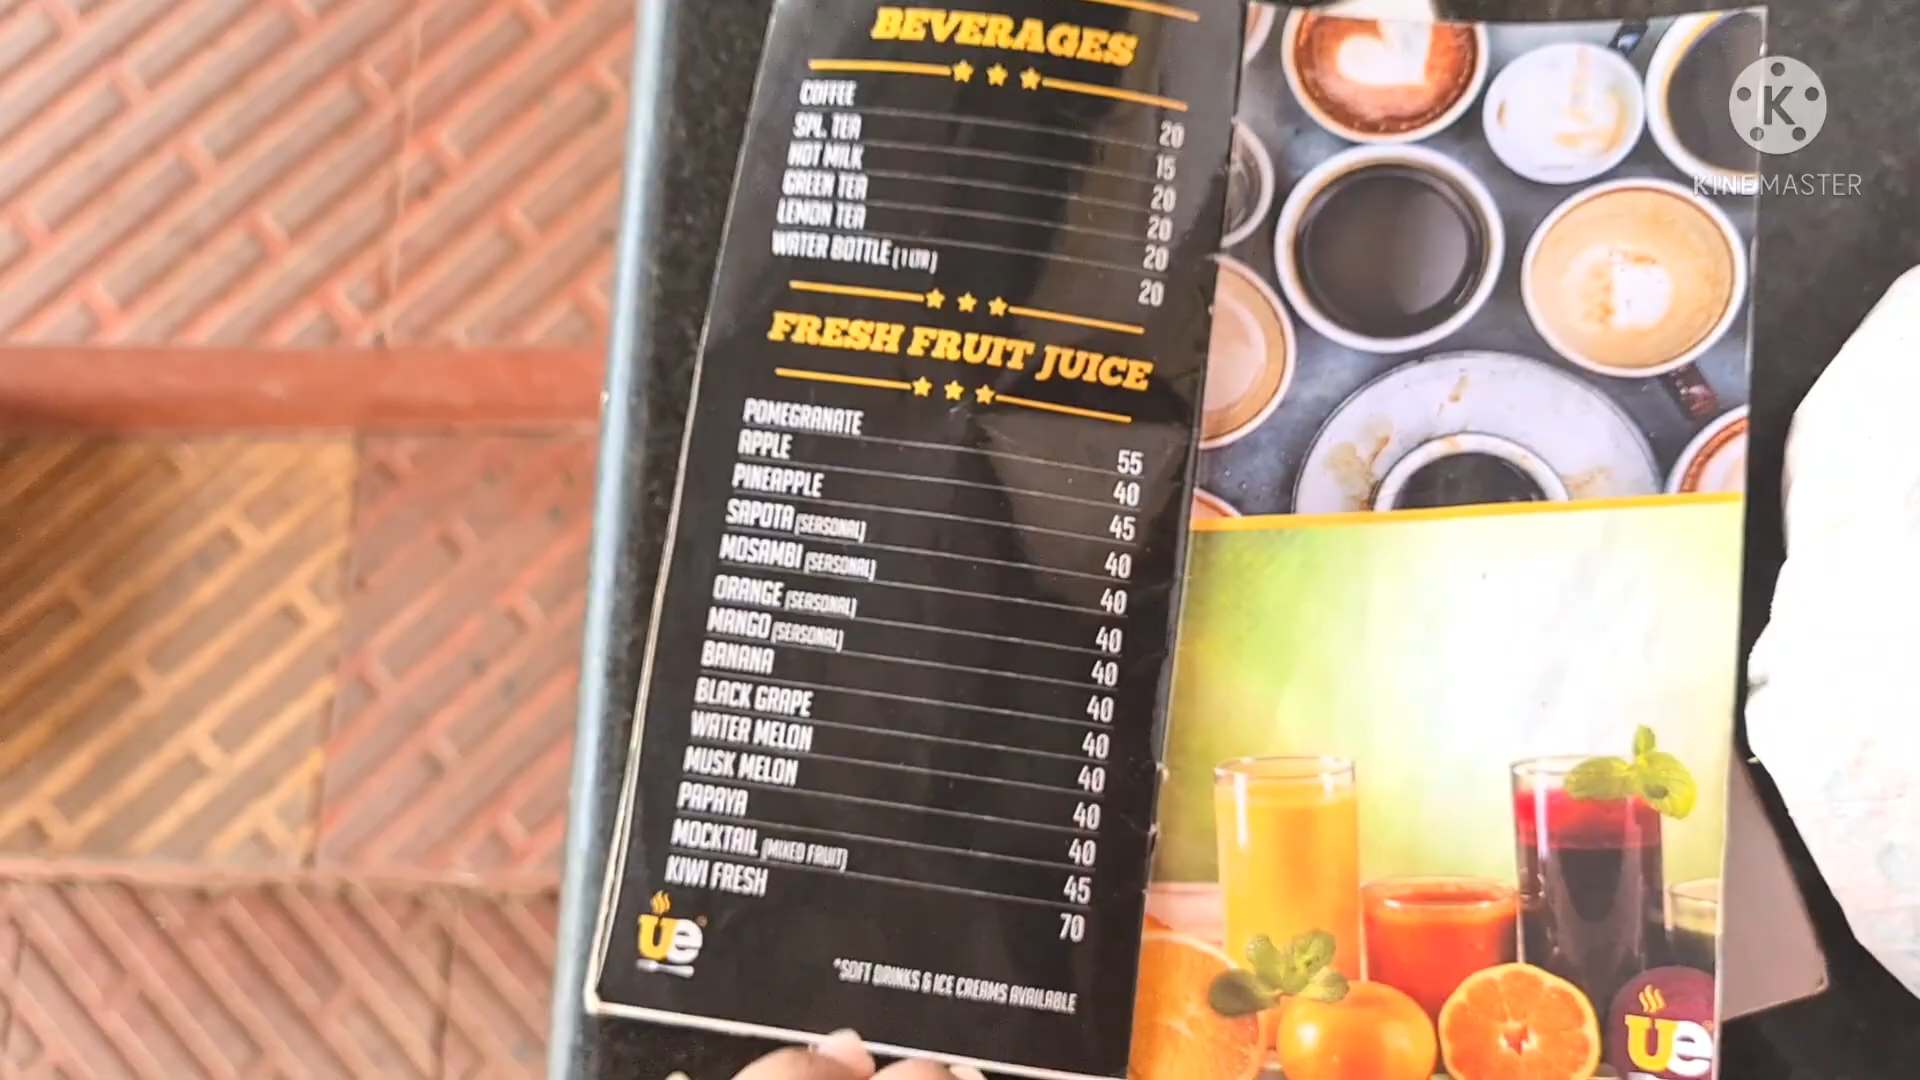 BEVERAGES
COFFEE 20
SPL. TEA 15
HOT MILK 20
GREEN TEA 20
LEMON TEA 20
WATER BOTTLE (1 LTR) 20
FRESH FRUIT JUICE
POMEGRANATE 55
APPLE 40
PINEAPPLE 45
SAPOTA (SEASONAL) 40
MOSAMBI (SEASONAL) 40
ORANGE (SEASONAL) 40
MANGO (SEASONAL) 40
BANANA 40
BLACK GRAPE 40
WATER MELON 40
MUSK MELON 40
PAPAYA 40
MOCKTAIL (MIXED FRUIT) 45
KIWI FRESH 70
*SOFT DRINKS & ICE CREAMS AVAILABLE
ue
ue
K
KINEMASTER